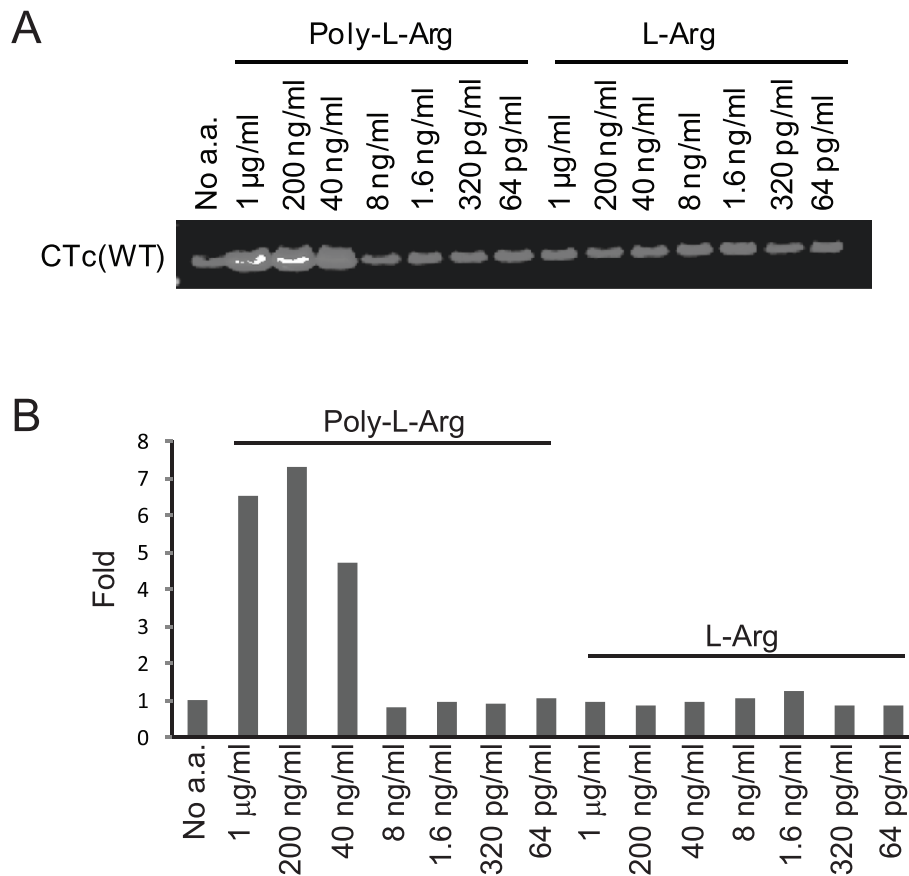 A
Poly-L-Arg L-Arg
No a.a. 1 µg/ml 200 ng/ml 40 ng/ml 8 ng/ml 1.6 ng/ml 320 pg/ml 64 pg/ml 1 µg/ml 200 ng/ml 40 ng/ml 8 ng/ml 1.6 ng/ml 320 pg/ml 64 pg/ml
CTc(WT)
B
Poly-L-Arg
8
7
6
5
4
3
2
1
0
Fold
L-Arg
No a.a. 1 µg/ml 200 ng/ml 40 ng/ml 8 ng/ml 1.6 ng/ml 320 pg/ml 64 pg/ml 1 µg/ml 200 ng/ml 40 ng/ml 8 ng/ml 1.6 ng/ml 320 pg/ml 64 pg/ml